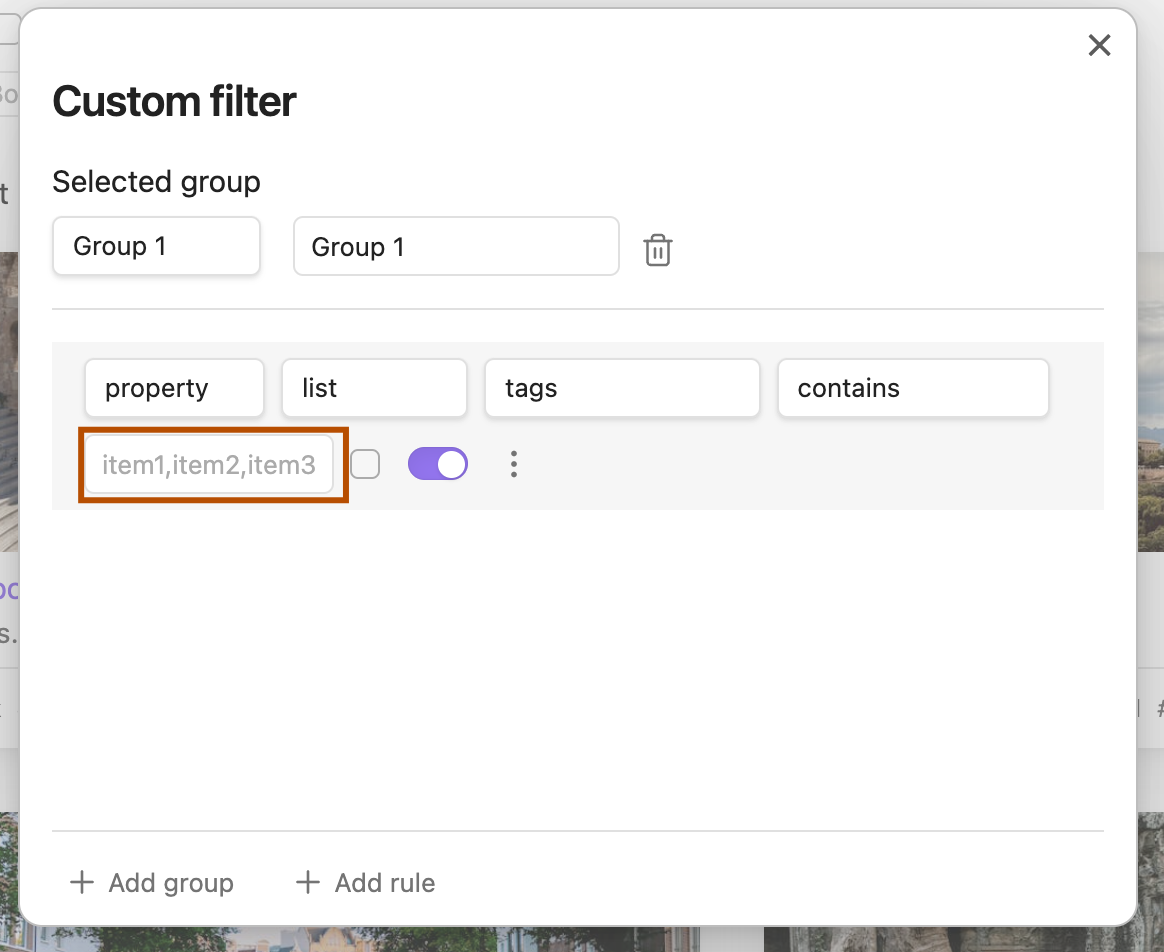 Custom filter
Selected group
Group 1 Group 1
property list tags contains
item1,item2,item3
+ Add group + Add rule